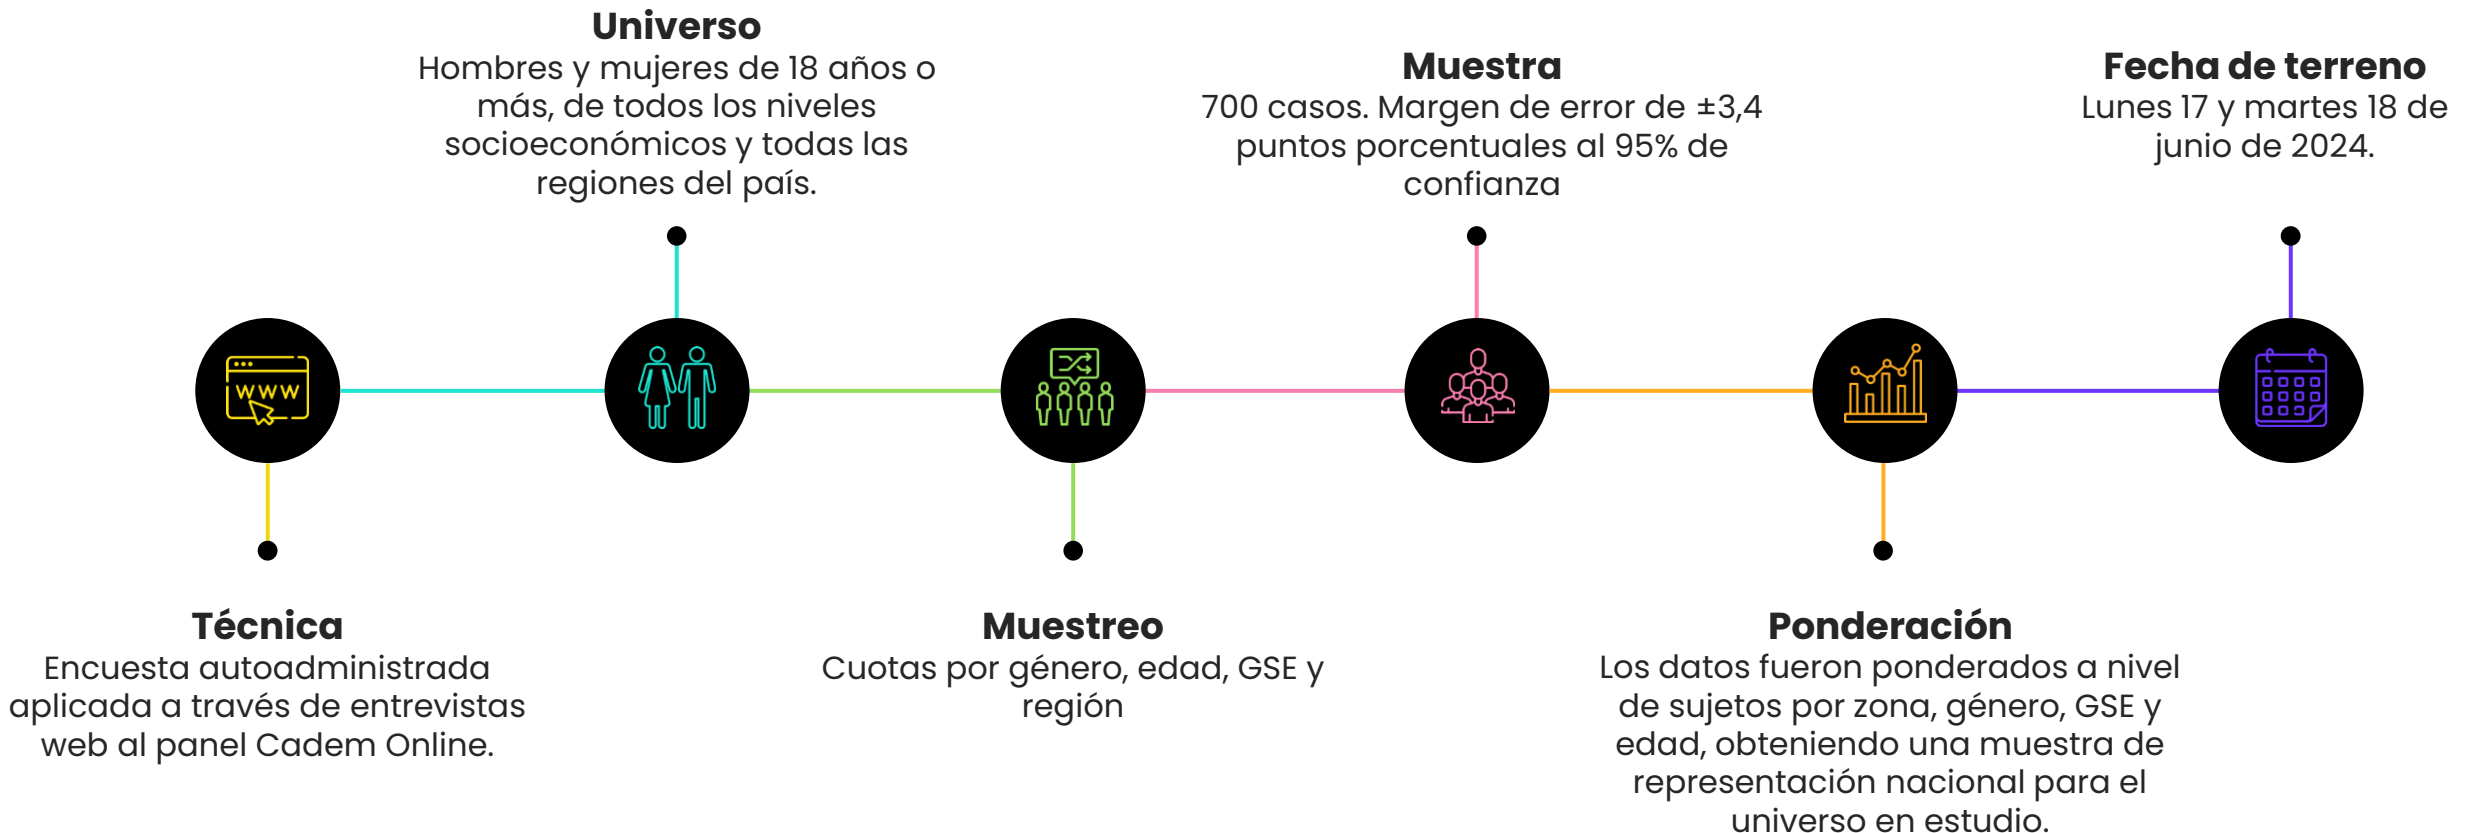 Universo
Hombres y mujeres de 18 años o
más, de todos los niveles
socioeconómicos y todas las
regiones del país.
Muestra
700 casos. Margen de error de ±3,4
puntos porcentuales al 95% de
confianza
Fecha de terreno
Lunes 17 y martes 18 de
junio de 2024.
WWW
Técnica
Encuesta autoadministrada
aplicada a través de entrevistas
web al panel Cadem Online.
Muestreo
Cuotas por género, edad, GSE y
región
Ponderación
Los datos fueron ponderados a nivel
de sujetos por zona, género, GSE y
edad, obteniendo una muestra de
representación nacional para el
universo en estudio.